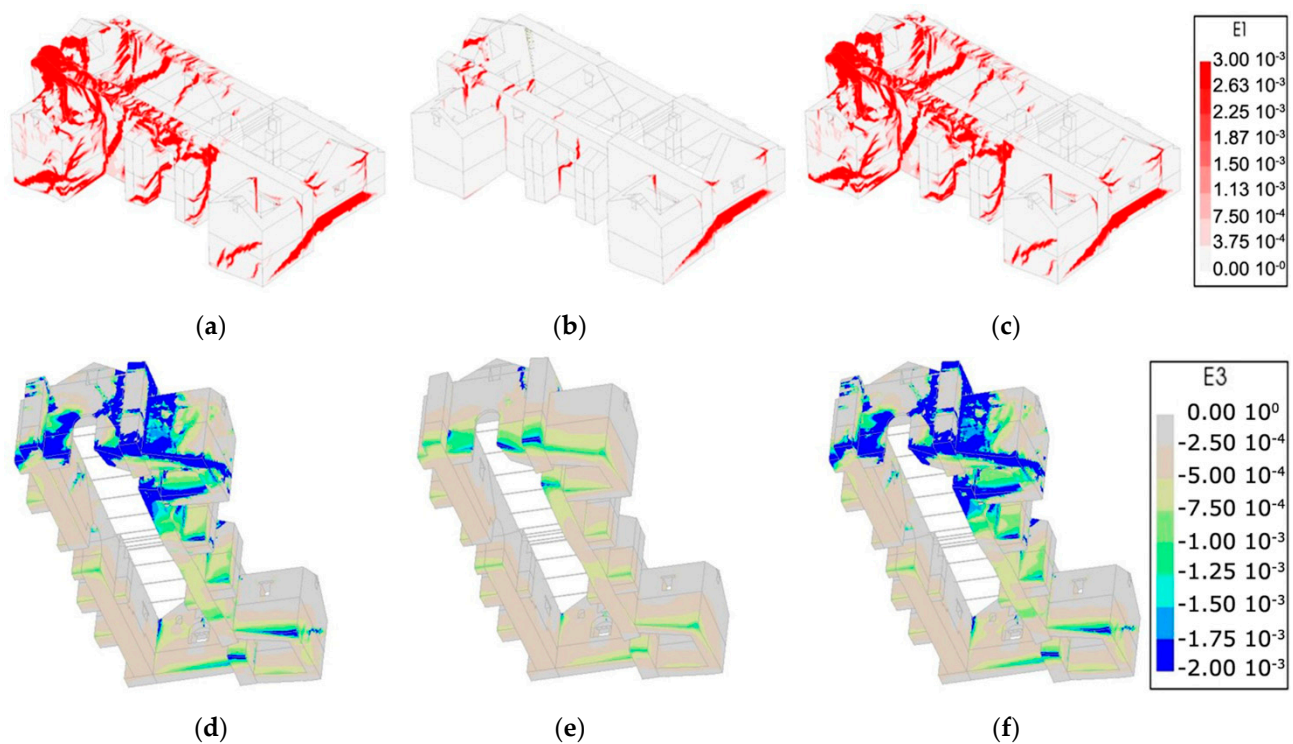 E1
3.00 10⁻³
2.63 10⁻³
2.25 10⁻³
1.87 10⁻³
1.50 10⁻³
1.13 10⁻³
7.50 10⁻⁴
3.75 10⁻⁴
0.00 10⁻⁰
(a)
(b)
(c)
E3
0.00 10⁰
-2.50 10⁻⁴
-5.00 10⁻⁴
-7.50 10⁻⁴
-1.00 10⁻³
-1.25 10⁻³
-1.50 10⁻³
-1.75 10⁻³
-2.00 10⁻³
(d)
(e)
(f)